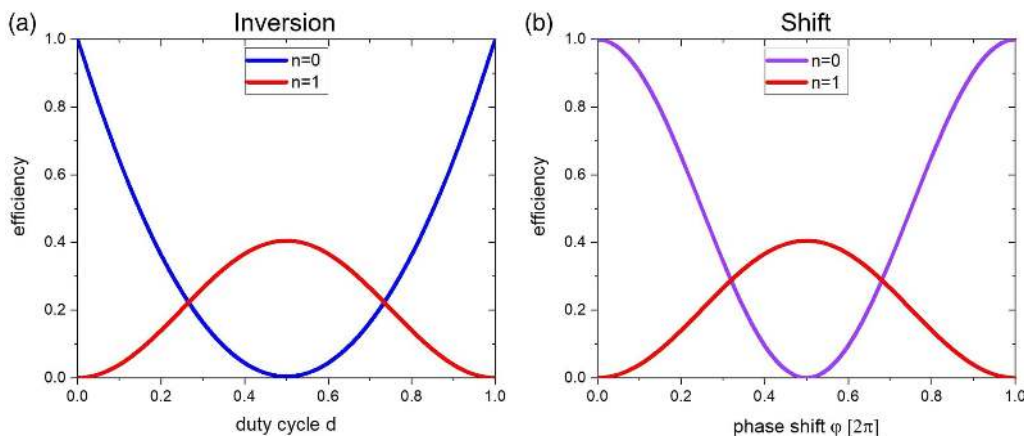 (a) Inversion
n=0
n=1
1.0
0.8
0.6
0.4
0.2
0.0
efficiency
0.0 0.2 0.4 0.6 0.8 1.0
duty cycle d
(b) Shift
n=0
n=1
1.0
0.8
0.6
0.4
0.2
0.0
efficiency
0.0 0.2 0.4 0.6 0.8 1.0
phase shift φ [2π]